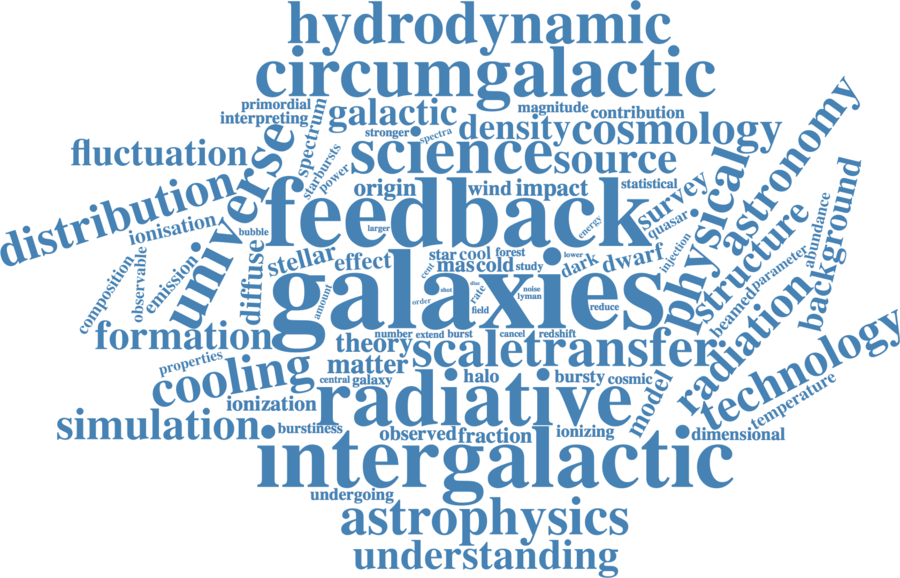 hydrodynamic
circumgalactic
primordial
magnitude
contribution
interpreting
galactic
spectrum
stronger
spectra
density
cosmology
fluctuation
universe
starbursts
power
science
source
physical
astronomy
distribution
origin
wind
impact
statistical
survey
feedback
ionisation
bubble
larger
energy
quasar
injection
structure
abundance
background
composition
observable
emission
diffuse
stellar
effect
star
cool
forest
mas
cold
study
lower
dark
dwarf
parameter
beamed
cent
disc
rate
shot
order
noise
lyman
field
reduce
amount
galaxies
radiation
formation
number
extend
burst
cancel
redshift
theory
scale
transfer
technology
properties
matter
cooling
central
galaxy
halo
bursty
cosmic
model
temperature
ionization
radiative
simulation
burstiness
observed
fraction
ionizing
dimensional
intergalactic
undergoing
astrophysics
understanding